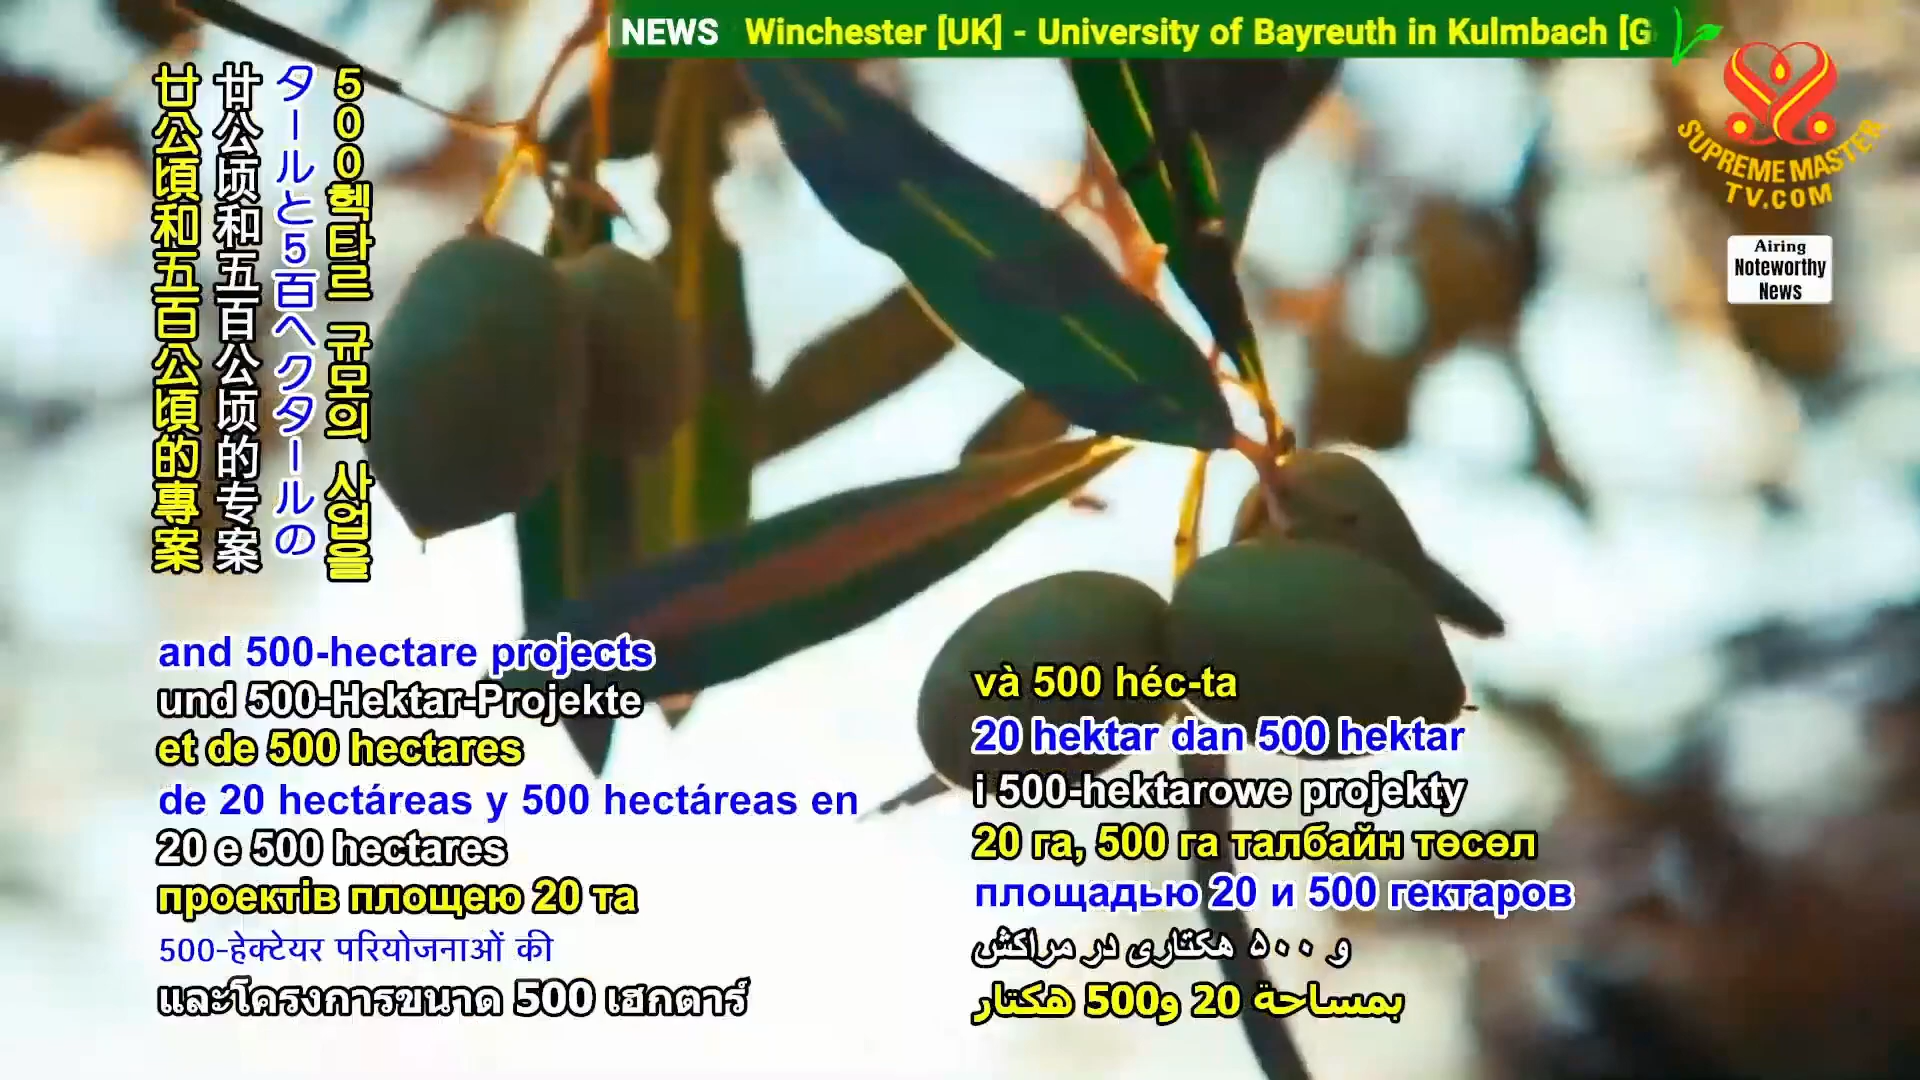 NEWS Winchester [UK] - University of Bayreuth in Kulmbach [G
SUPREME MASTER
TV.COM
Airing
Noteworthy
News
500헥타르 규모의 사업을
タールと5百ヘクタールの
廿公顷和五百公顷的专案
廿公頃和五百公頃的專案
and 500-hectare projects
und 500-Hektar-Projekte
et de 500 hectares
de 20 hectáreas y 500 hectáreas en
20 e 500 hectares
проектів площею 20 та
500-हेक्टेयर परियोजनाओं की
และโครงการขนาด 500 เฮกตาร์
và 500 héc-ta
20 hektar dan 500 hektar
i 500-hektarowe projekty
20 га, 500 га талбайн төсөл
площадью 20 и 500 гектаров
و ۵۰۰ هکتاری در مراکش
بمساحة 20 و500 هكتار